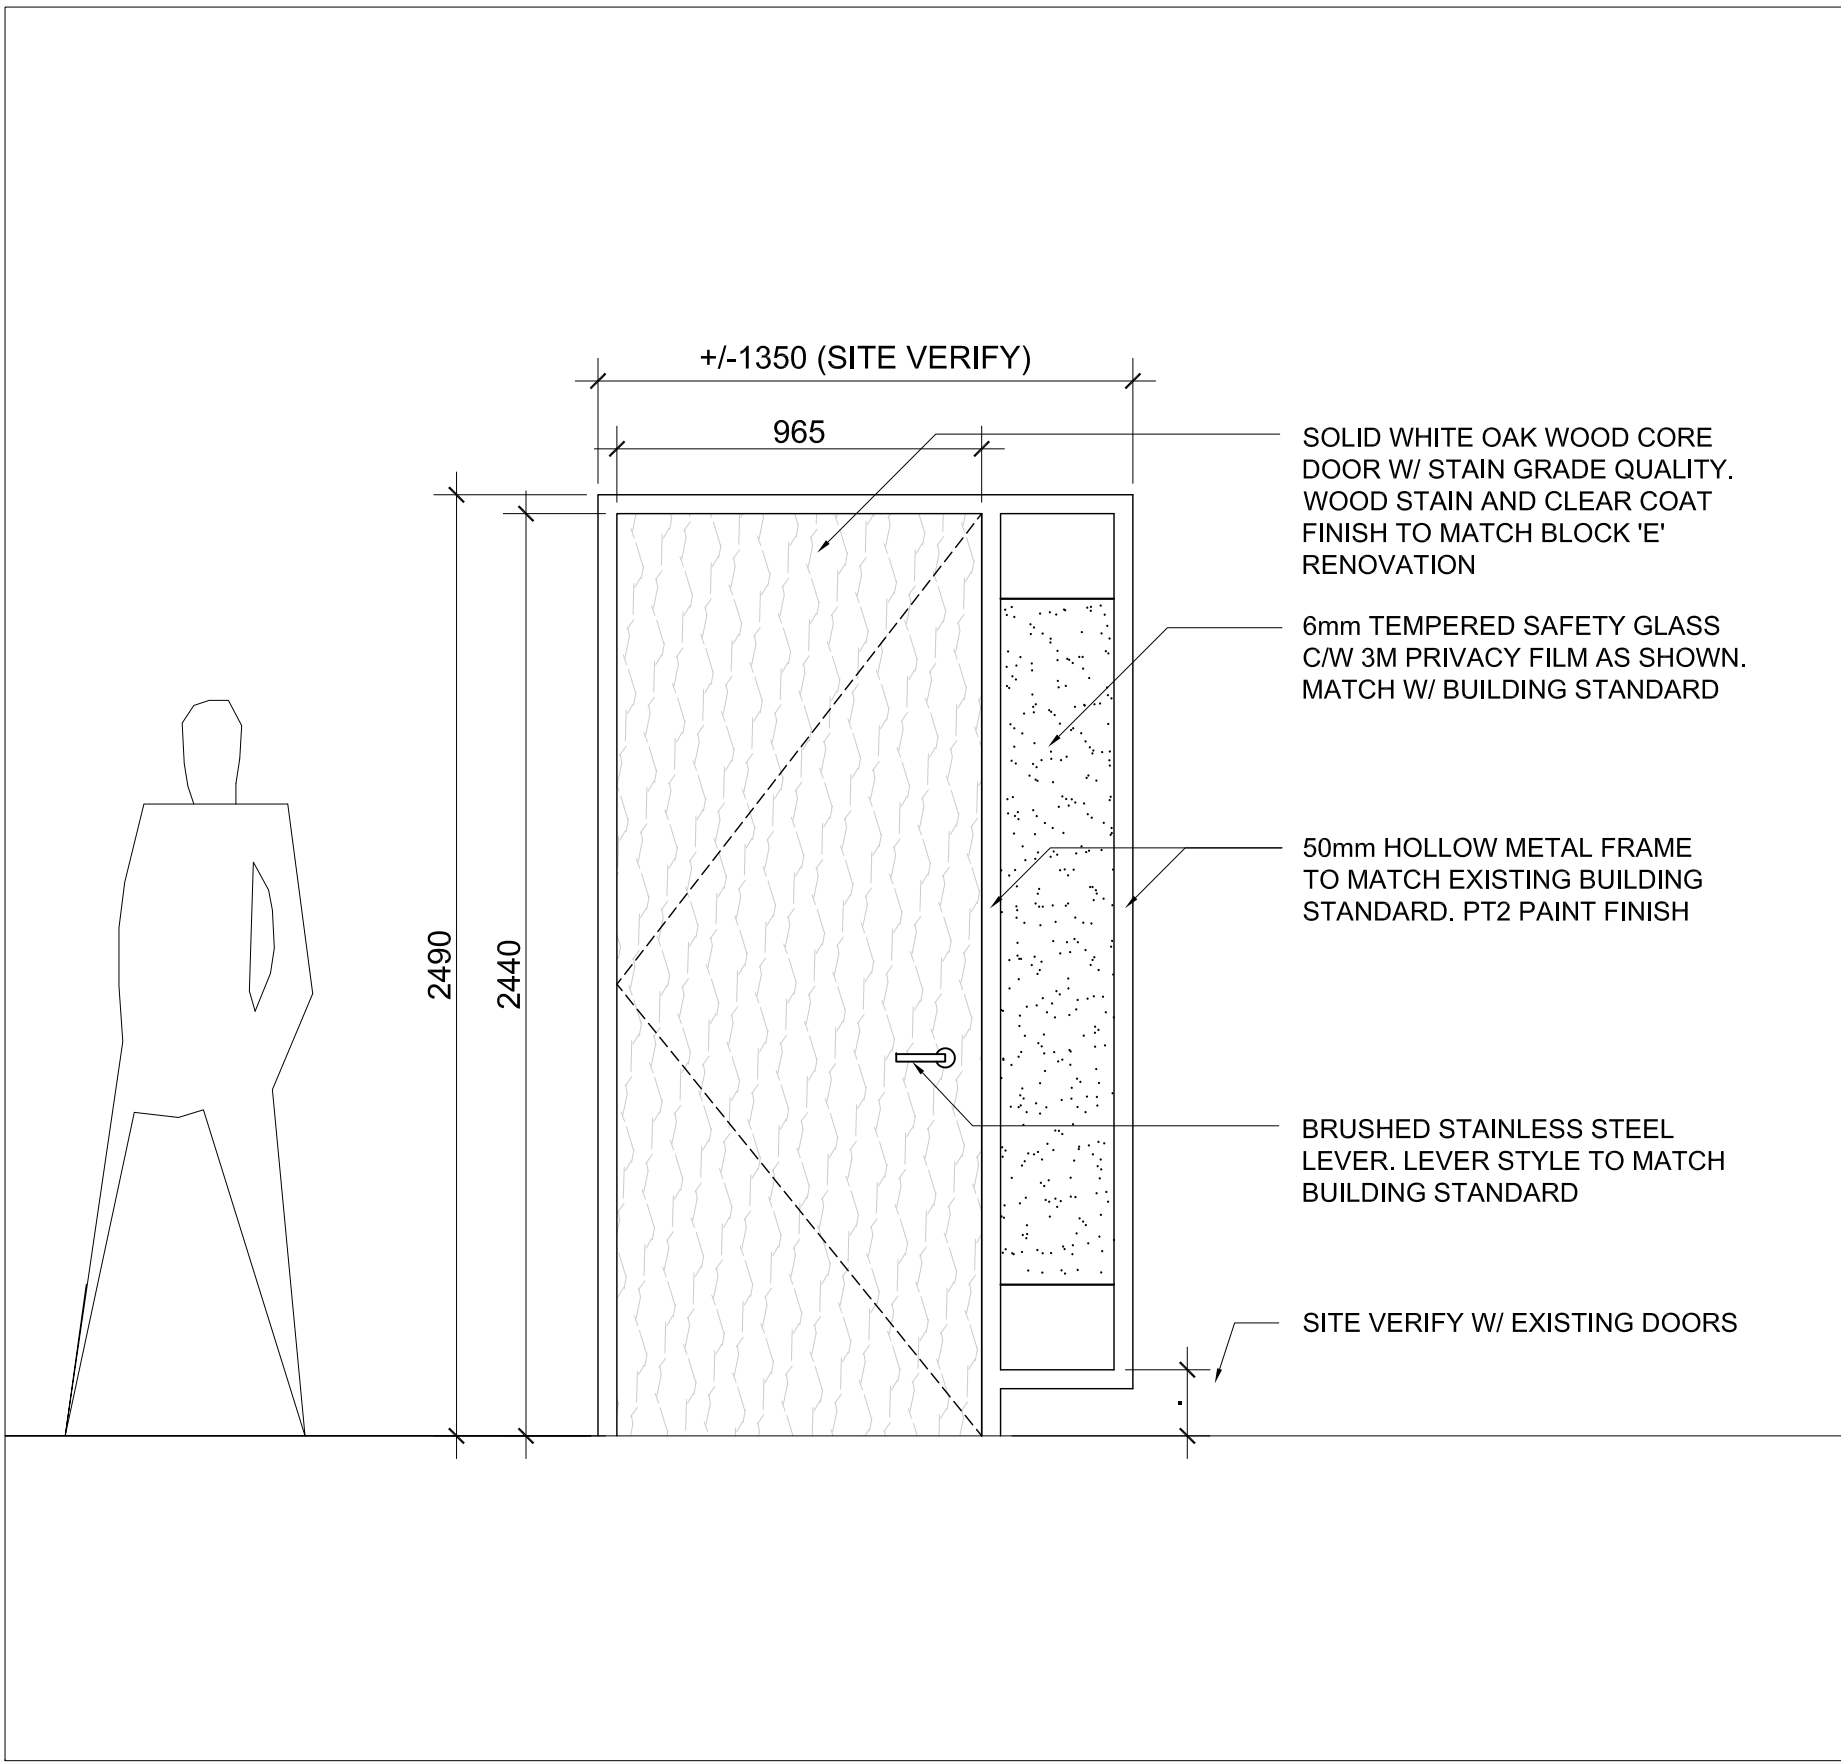 +/-1350 (SITE VERIFY)
965
2490
2440
SOLID WHITE OAK WOOD CORE
DOOR W/ STAIN GRADE QUALITY.
WOOD STAIN AND CLEAR COAT
FINISH TO MATCH BLOCK 'E'
RENOVATION
6mm TEMPERED SAFETY GLASS
C/W 3M PRIVACY FILM AS SHOWN.
MATCH W/ BUILDING STANDARD
50mm HOLLOW METAL FRAME
TO MATCH EXISTING BUILDING
STANDARD. PT2 PAINT FINISH
BRUSHED STAINLESS STEEL
LEVER. LEVER STYLE TO MATCH
BUILDING STANDARD
SITE VERIFY W/ EXISTING DOORS